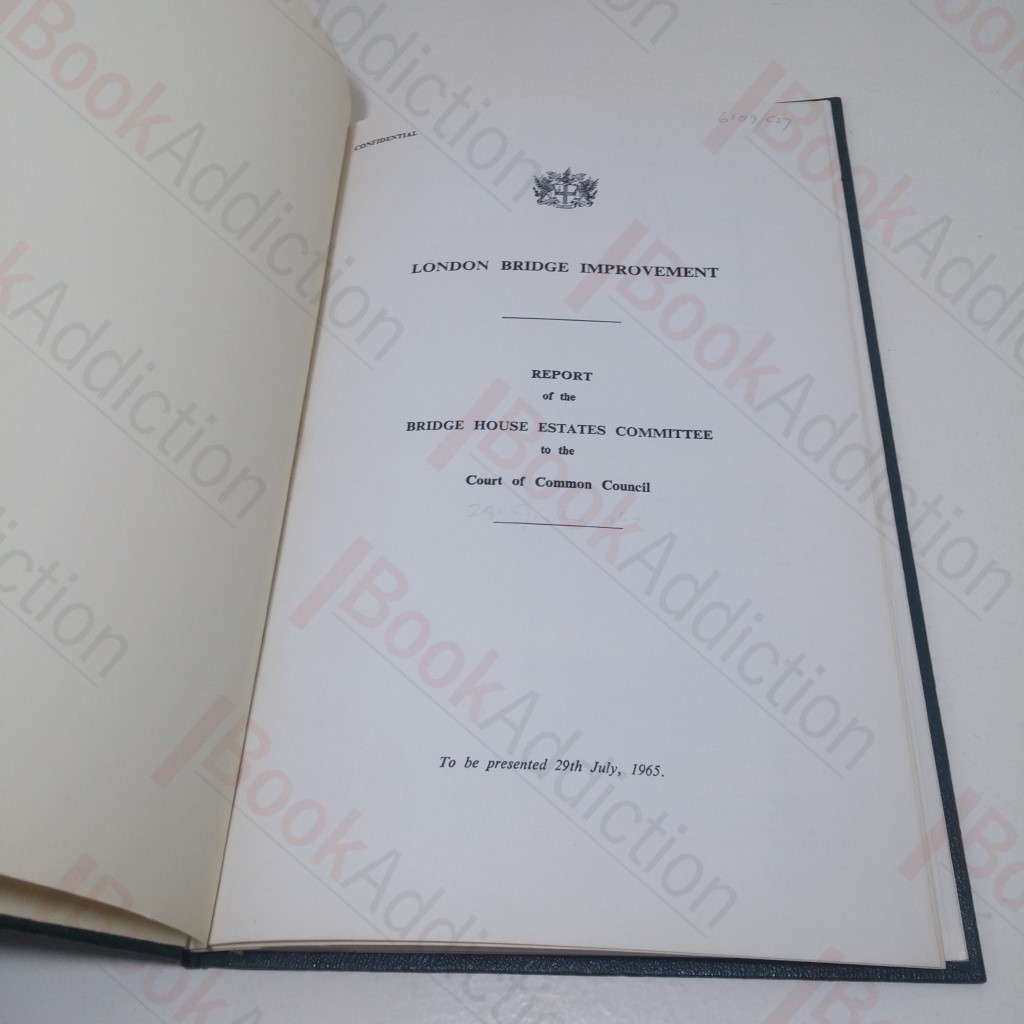 CONFIDENTIAL
LONDON BRIDGE IMPROVEMENT
REPORT
of the
BRIDGE HOUSE ESTATES COMMITTEE
to the
Court of Common Council
To be presented 29th July, 1965.
BookAddiction